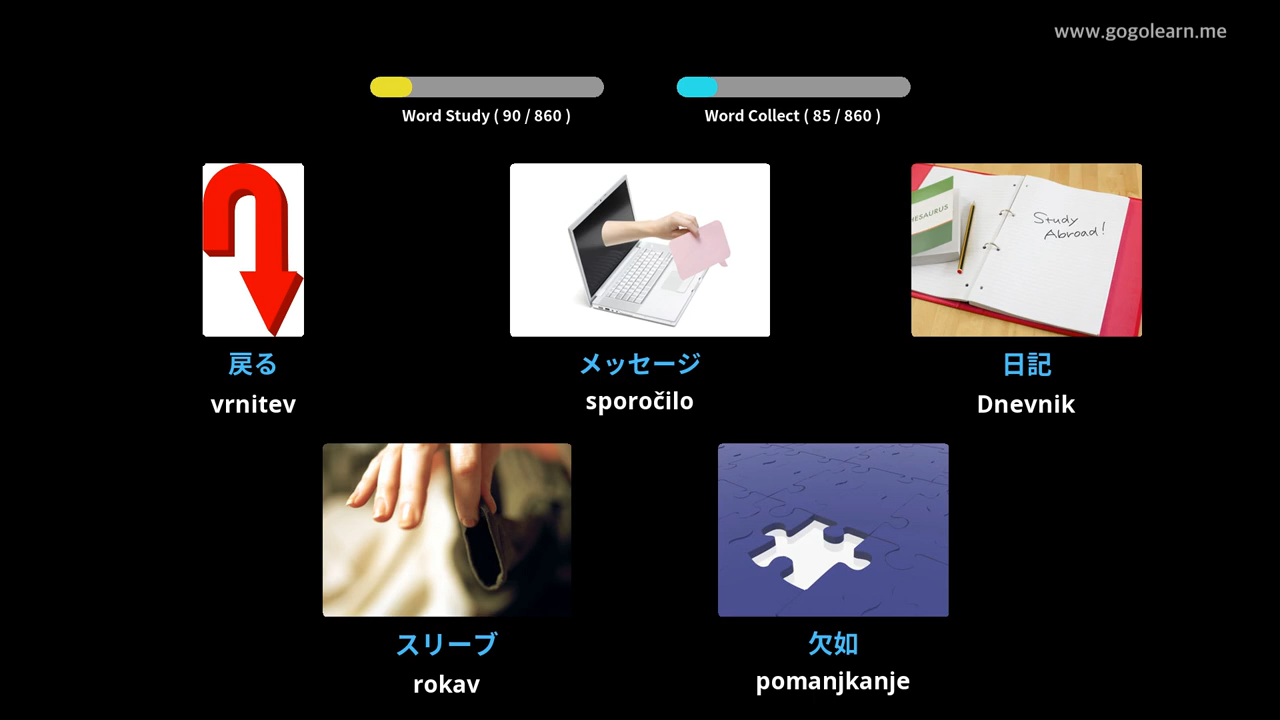 www.gogolearn.me
Word Study ( 90 / 860 )
Word Collect ( 85 / 860 )
HESAURUS
Study
Abroad!
戻る
メッセージ
日記
vrnitev
sporočilo
Dnevnik
スリーブ
欠如
rokav
pomanjkanje